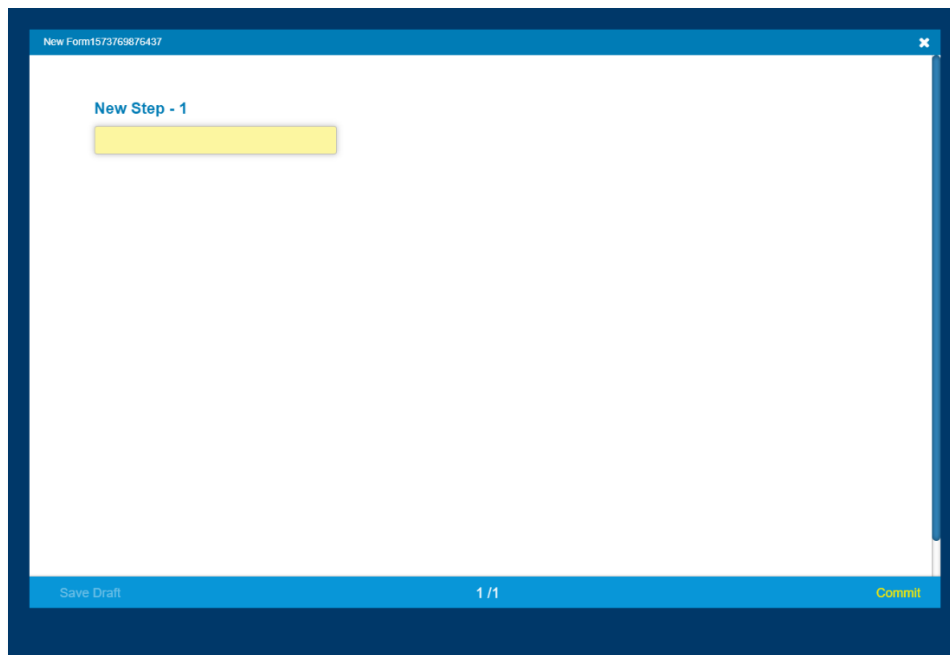 New Form1573769876437
New Step - 1
Save Draft
1 /1
Commit